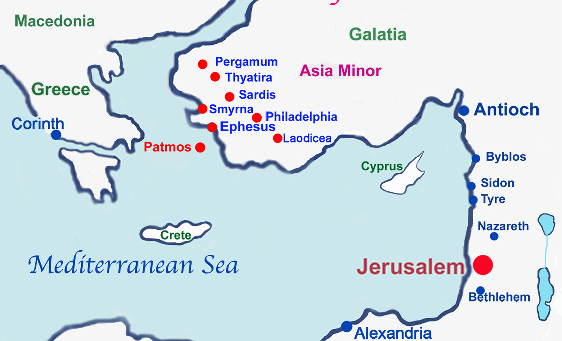 Macedonia
Galatia
Pergamum
Asia Minor
Thyatira
Greece
Sardis
Smyrna
Antioch
Corinth
Philadelphia
Ephesus
Laodicea
Patmos
Byblos
Cyprus
Sidon
Tyre
Nazareth
Crete
Mediterranean Sea
Jerusalem
Bethlehem
Alexandria